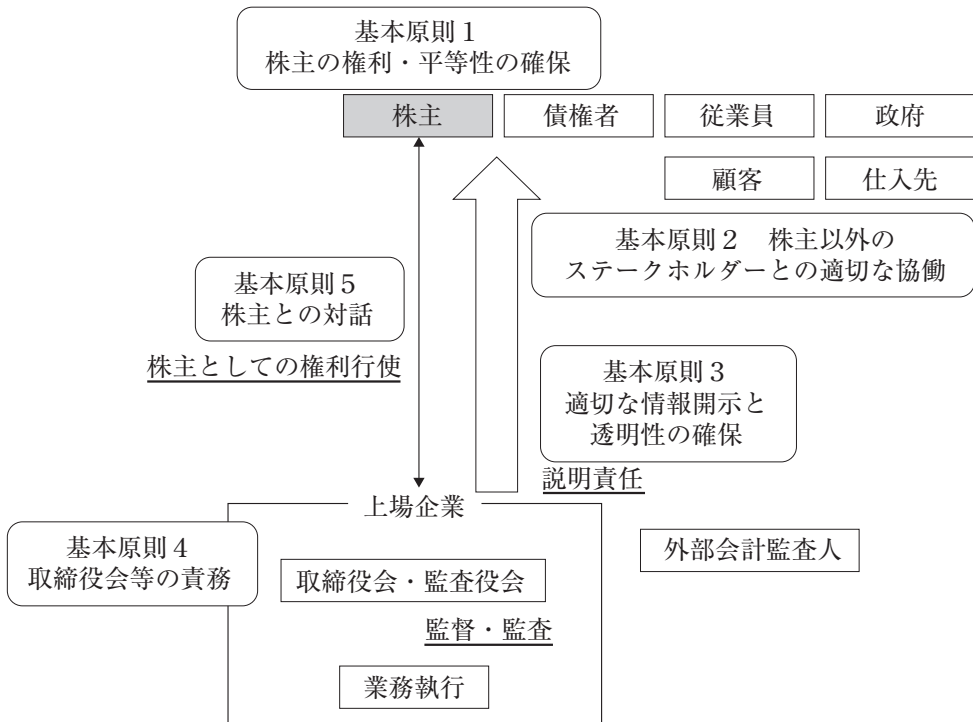 基本原則１
株主の権利・平等性の確保
株主
債権者
従業員
政府
顧客
仕入先
基本原則２　株主以外の
ステークホルダーとの適切な協働
基本原則５
株主との対話
株主としての権利行使
基本原則３
適切な情報開示と
透明性の確保
説明責任
上場企業
基本原則４
取締役会等の責務
外部会計監査人
取締役会・監査役会
監督・監査
業務執行